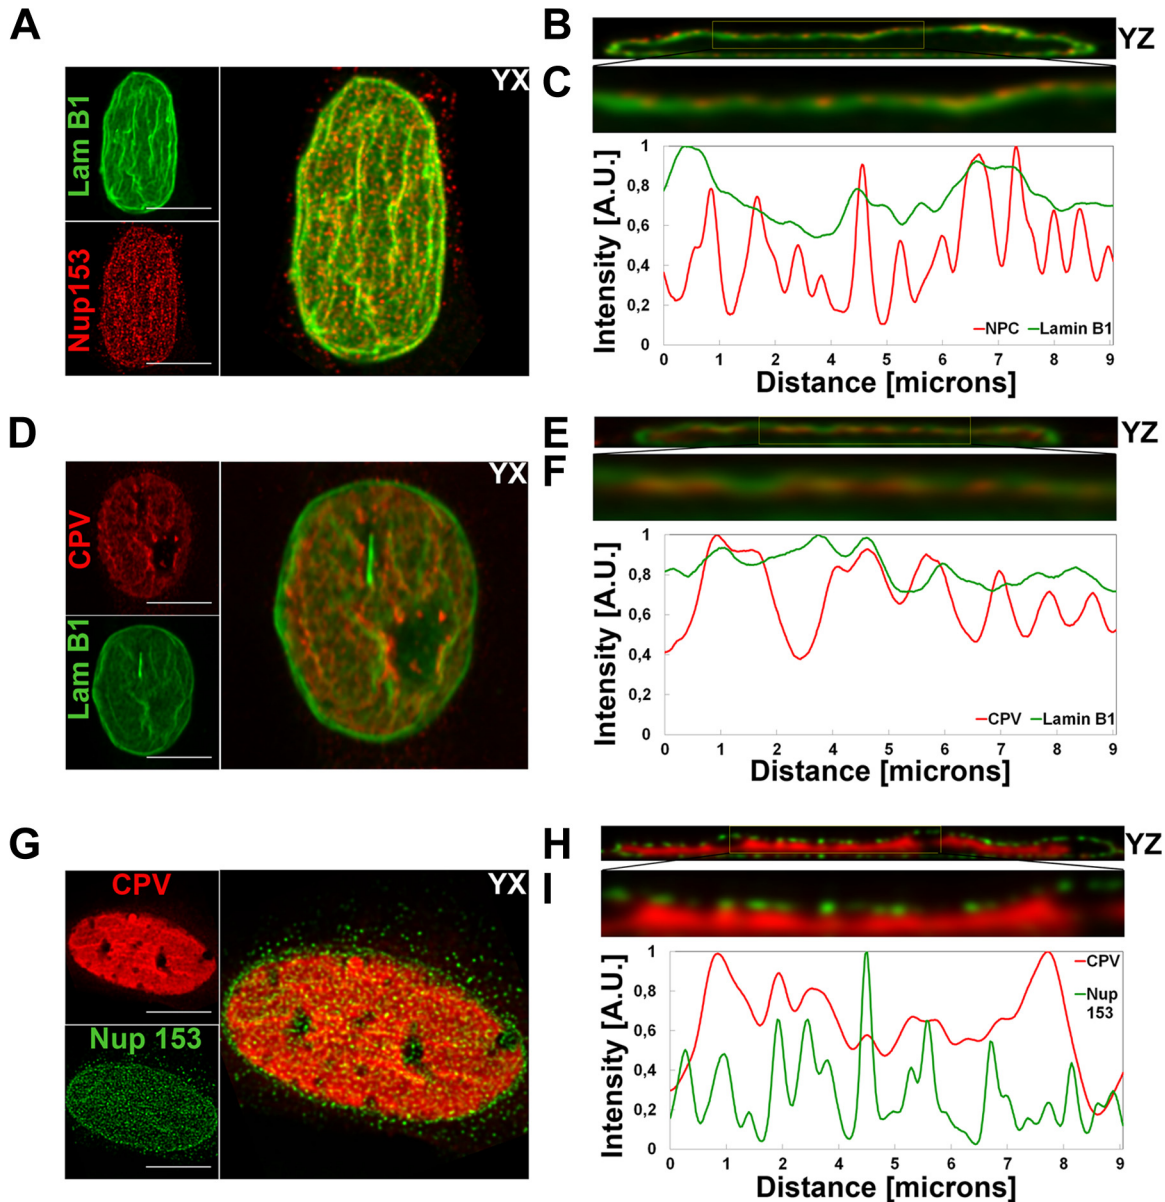 A
Lam B1
Nup153
YX
B
YZ
C
Intensity [A.U.]
1
0,8
0,6
0,4
0,2
0
NPC Lamin B1
0 1 2 3 4 5 6 7 8 9
Distance [microns]
D
CPV
Lam B1
YX
E
YZ
F
Intensity [A.U.]
1
0,8
0,6
0,4
0,2
0
CPV Lamin B1
0 1 2 3 4 5 6 7 8 9
Distance [microns]
G
CPV
Nup 153
YX
H
YZ
I
Intensity [A.U.]
1
0,8
0,6
0,4
0,2
0
CPV
Nup
153
0 1 2 3 4 5 6 7 8 9
Distance [microns]